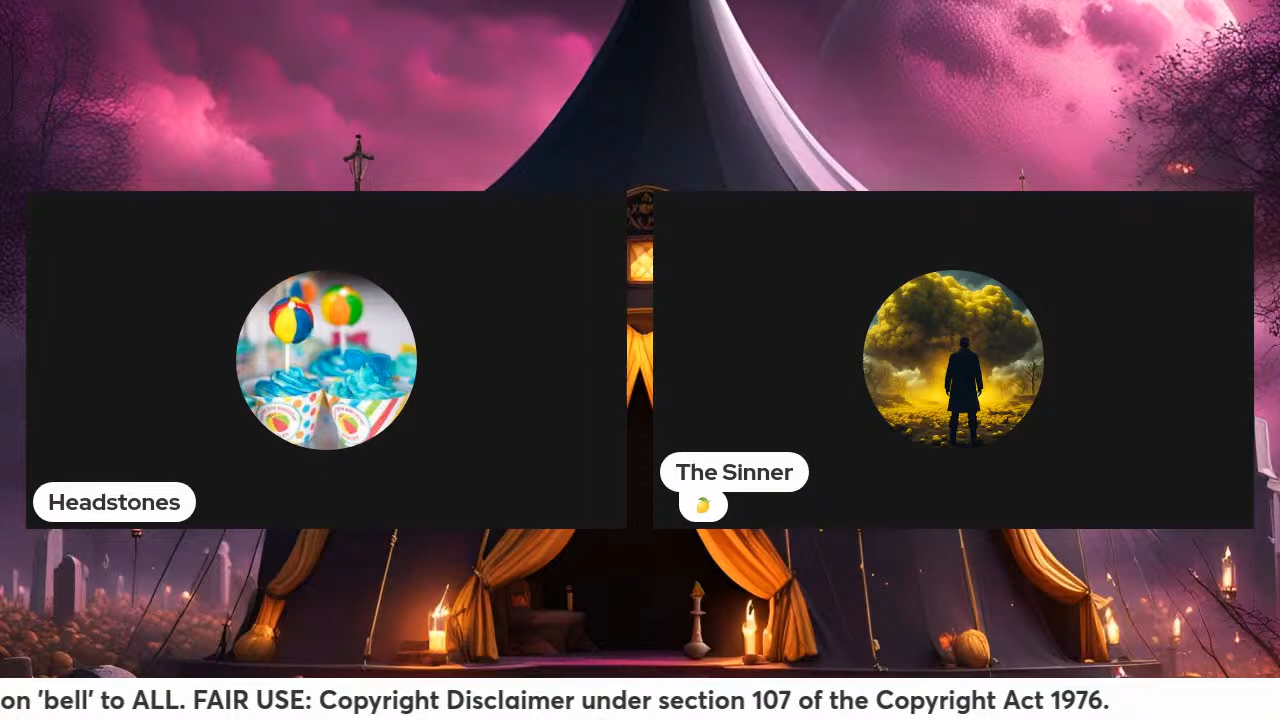 Headstones
The Sinner
🍋
on 'bell' to ALL. FAIR USE: Copyright Disclaimer under section 107 of the Copyright Act 1976.